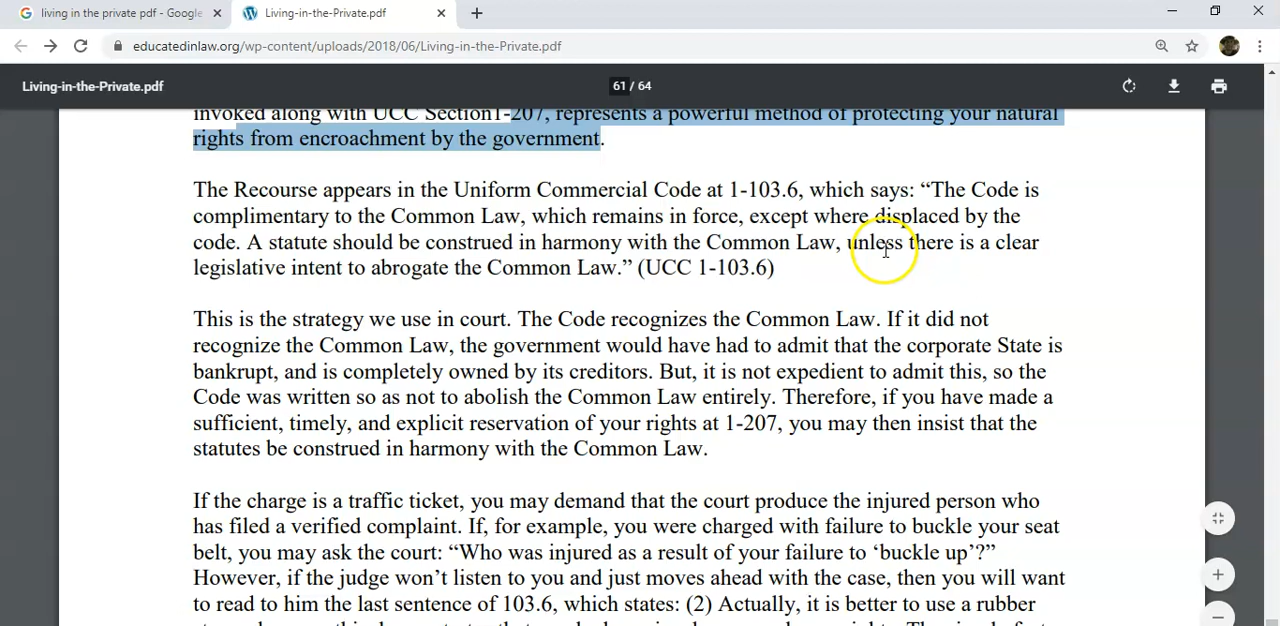 living in the private pdf - Google
Living-in-the-Private.pdf
educatedinlaw.org/wp-content/uploads/2018/06/Living-in-the-Private.pdf
Living-in-the-Private.pdf
61 / 64
invoked along with UCC Section1-207, represents a powerful method of protecting your natural
rights from encroachment by the government.
The Recourse appears in the Uniform Commercial Code at 1-103.6, which says: “The Code is
complimentary to the Common Law, which remains in force, except where displaced by the
code. A statute should be construed in harmony with the Common Law, unless there is a clear
legislative intent to abrogate the Common Law.” (UCC 1-103.6)
This is the strategy we use in court. The Code recognizes the Common Law. If it did not
recognize the Common Law, the government would have had to admit that the corporate State is
bankrupt, and is completely owned by its creditors. But, it is not expedient to admit this, so the
Code was written so as not to abolish the Common Law entirely. Therefore, if you have made a
sufficient, timely, and explicit reservation of your rights at 1-207, you may then insist that the
statutes be construed in harmony with the Common Law.
If the charge is a traffic ticket, you may demand that the court produce the injured person who
has filed a verified complaint. If, for example, you were charged with failure to buckle your seat
belt, you may ask the court: “Who was injured as a result of your failure to ‘buckle up’?”
However, if the judge won’t listen to you and just moves ahead with the case, then you will want
to read to him the last sentence of 103.6, which states: (2) Actually, it is better to use a rubber